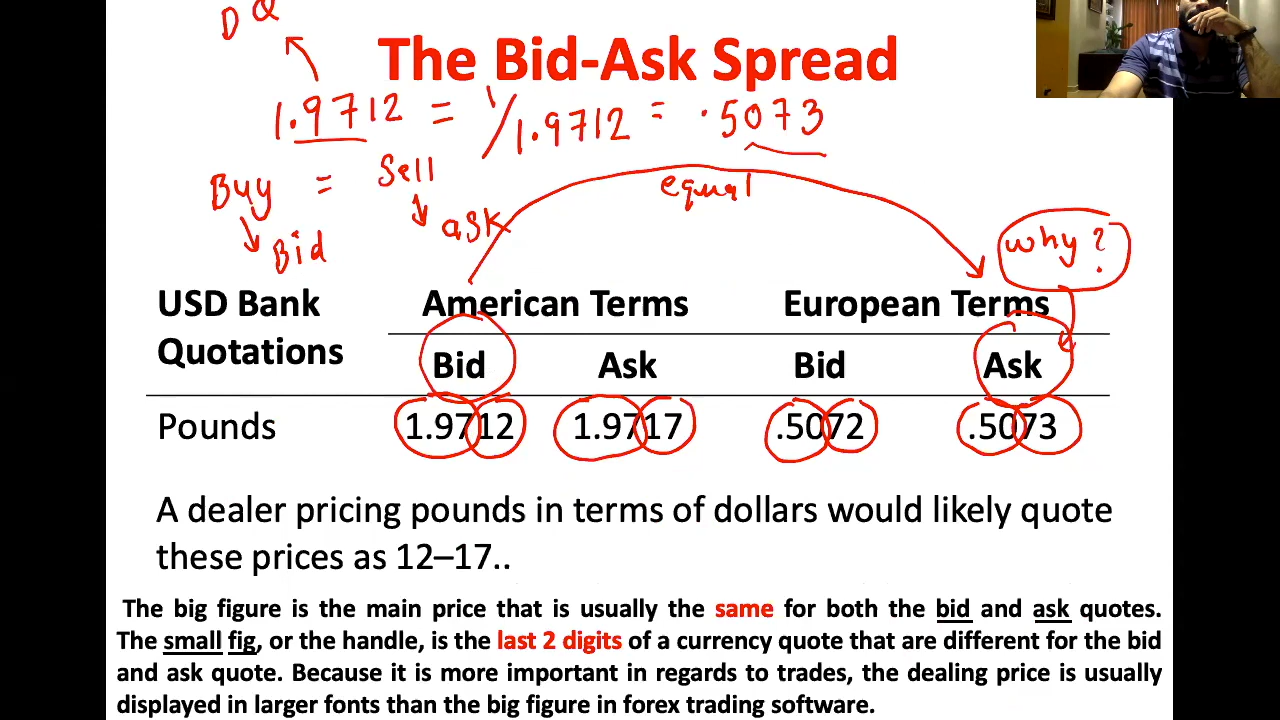 D Q
The Bid-Ask Spread
1.9712 = 1/1.9712 = .5073
Buy = Sell
equal
Bid
ask
why?
USD Bank Quotations
American Terms European Terms
Bid Ask Bid Ask
Pounds 1.9712 1.9717 .5072 .5073
A dealer pricing pounds in terms of dollars would likely quote
these prices as 12–17..
The big figure is the main price that is usually the same for both the bid and ask quotes.
The small fig, or the handle, is the last 2 digits of a currency quote that are different for the bid
and ask quote. Because it is more important in regards to trades, the dealing price is usually
displayed in larger fonts than the big figure in forex trading software.